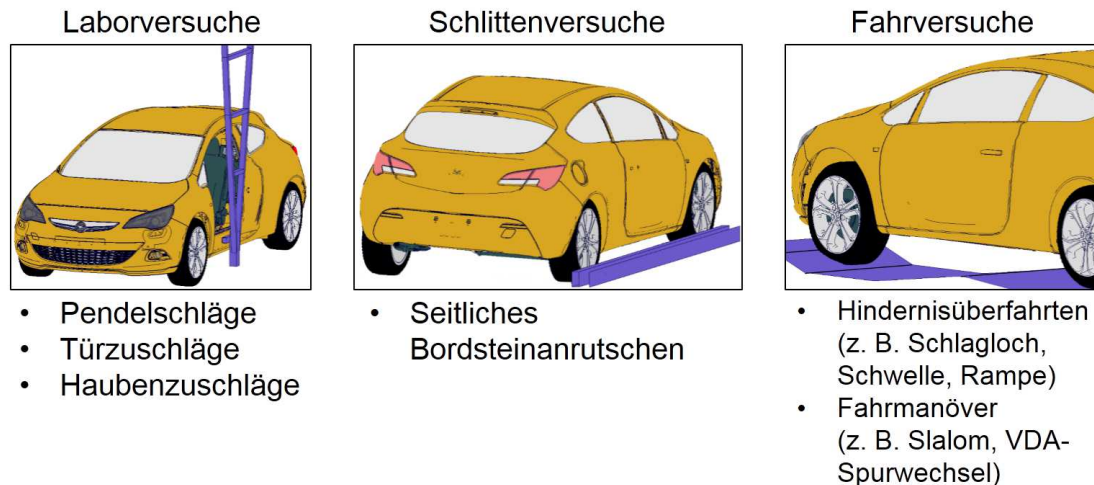 Laborversuche
• Pendelschläge
• Türzuschläge
• Haubenzuschläge
Schlittenversuche
• Seitliches
Bordsteinanrutschen
Fahrversuche
• Hindernisüberfahrten
(z. B. Schlagloch,
Schwelle, Rampe)
• Fahrmanöver
(z. B. Slalom, VDA-
Spurwechsel)